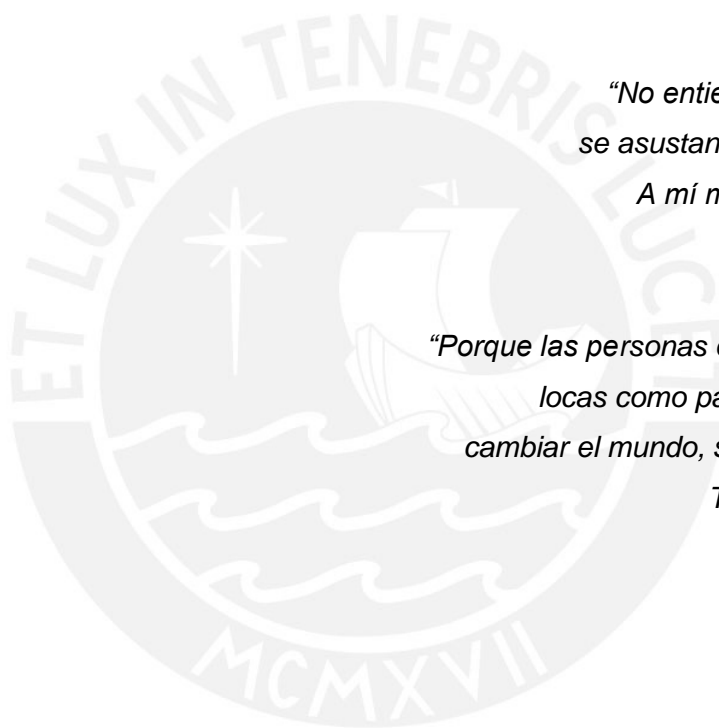 ET LUX IN TENEBRIS LUCET
MCMXVII
“No entie
se asustan
A mí
“Porque las personas
locas como pa
cambiar el mundo,